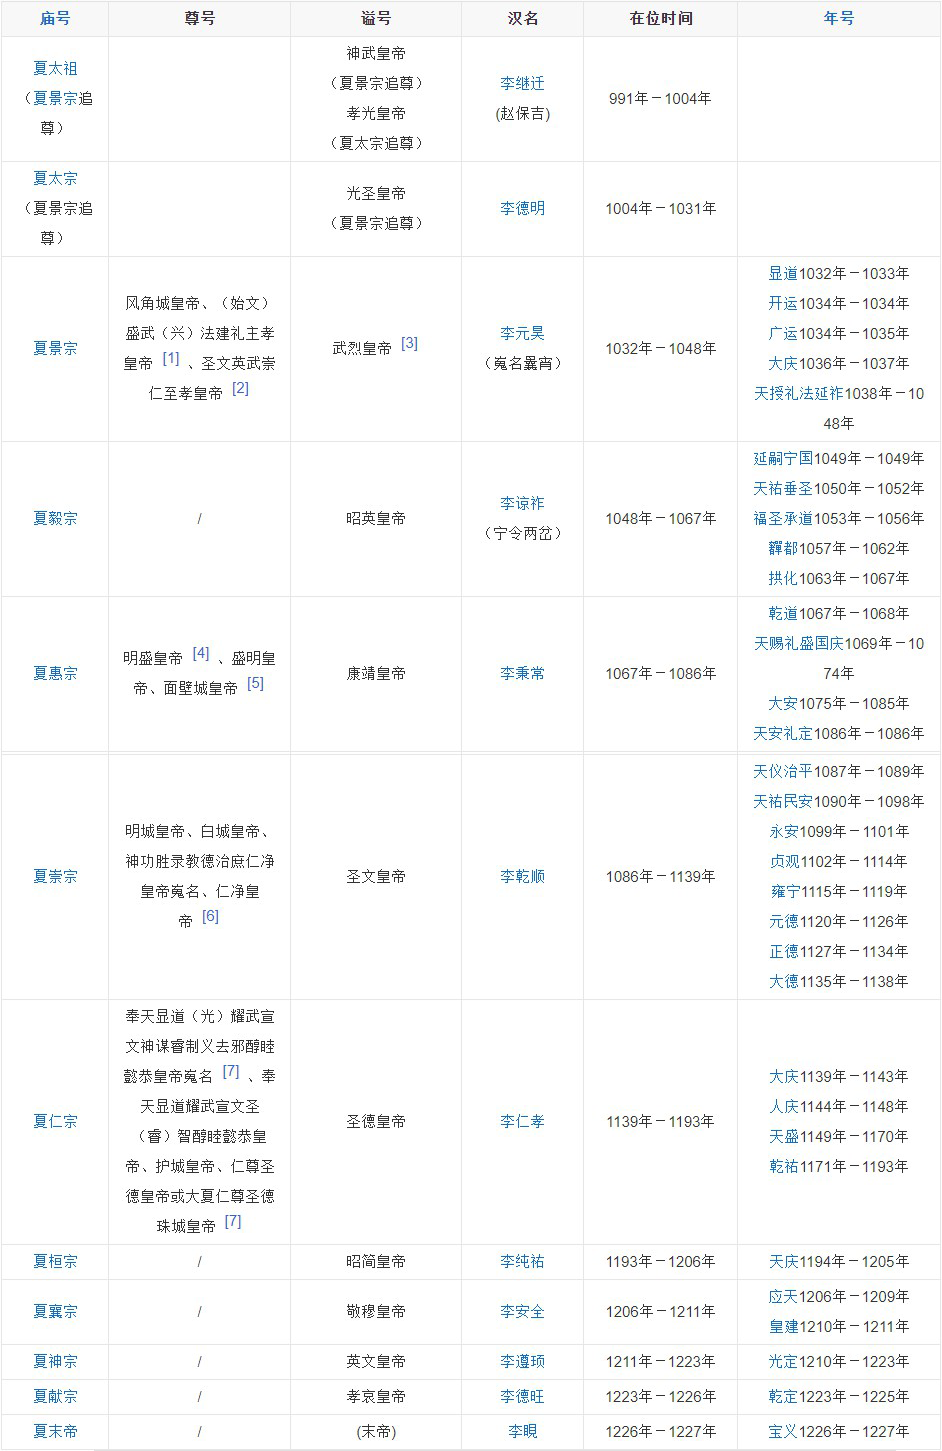 庙号 尊号 谥号 汉名 在位时间 年号
夏太祖
（夏景宗追
尊）
神武皇帝
（夏景宗追尊）
孝光皇帝
（夏太宗追尊）
李继迁
(赵保吉)
991年－1004年
夏太宗
（夏景宗追
尊）
光圣皇帝
（夏景宗追尊）
李德明
1004年－1031年
夏景宗
风角城皇帝、（始文）
盛武（兴）法建礼主孝
皇帝 [1] 、圣文英武崇
仁至孝皇帝 [2]
武烈皇帝 [3]
李元昊
（嵬名曩宵）
1032年－1048年
显道1032年－1033年
开运1034年－1034年
广运1034年－1035年
大庆1036年－1037年
天授礼法延祚1038年－10
48年
夏毅宗
/
昭英皇帝
李谅祚
（宁令两岔）
1048年－1067年
延嗣宁国1049年－1049年
天祐垂圣1050年－1052年
福圣承道1053年－1056年
奲都1057年－1062年
拱化1063年－1067年
夏惠宗
明盛皇帝 [4] 、盛明皇
帝、面壁城皇帝 [5]
康靖皇帝
李秉常
1067年－1086年
乾道1067年－1068年
天赐礼盛国庆1069年－10
74年
大安1075年－1085年
天安礼定1086年－1086年
夏崇宗
明城皇帝、白城皇帝、
神功胜录教德治庶仁净
皇帝嵬名、仁净皇
帝 [6]
圣文皇帝
李乾顺
1086年－1139年
天仪治平1087年－1089年
天祐民安1090年－1098年
永安1099年－1101年
贞观1102年－1114年
雍宁1115年－1119年
元德1120年－1126年
正德1127年－1134年
大德1135年－1138年
夏仁宗
奉天显道（光）耀武宣
文神谋睿制义去邪醇睦
懿恭皇帝嵬名 [7] 、奉
天显道耀武宣文圣
（睿）智醇睦懿恭皇
帝、护城皇帝、仁尊圣
德皇帝或大夏仁尊圣德
珠城皇帝 [7]
圣德皇帝
李仁孝
1139年－1193年
大庆1139年－1143年
人庆1144年－1148年
天盛1149年－1170年
乾祐1171年－1193年
夏桓宗 / 昭简皇帝 李纯祐 1193年－1206年 天庆1194年－1205年
夏襄宗 / 敬穆皇帝 李安全 1206年－1211年
应天1206年－1209年
皇建1210年－1211年
夏神宗 / 英文皇帝 李遵顼 1211年－1223年 光定1210年－1223年
夏献宗 / 孝哀皇帝 李德旺 1223年－1226年 乾定1223年－1225年
夏末帝 / (末帝) 李晛 1226年－1227年 宝义1226年－1227年